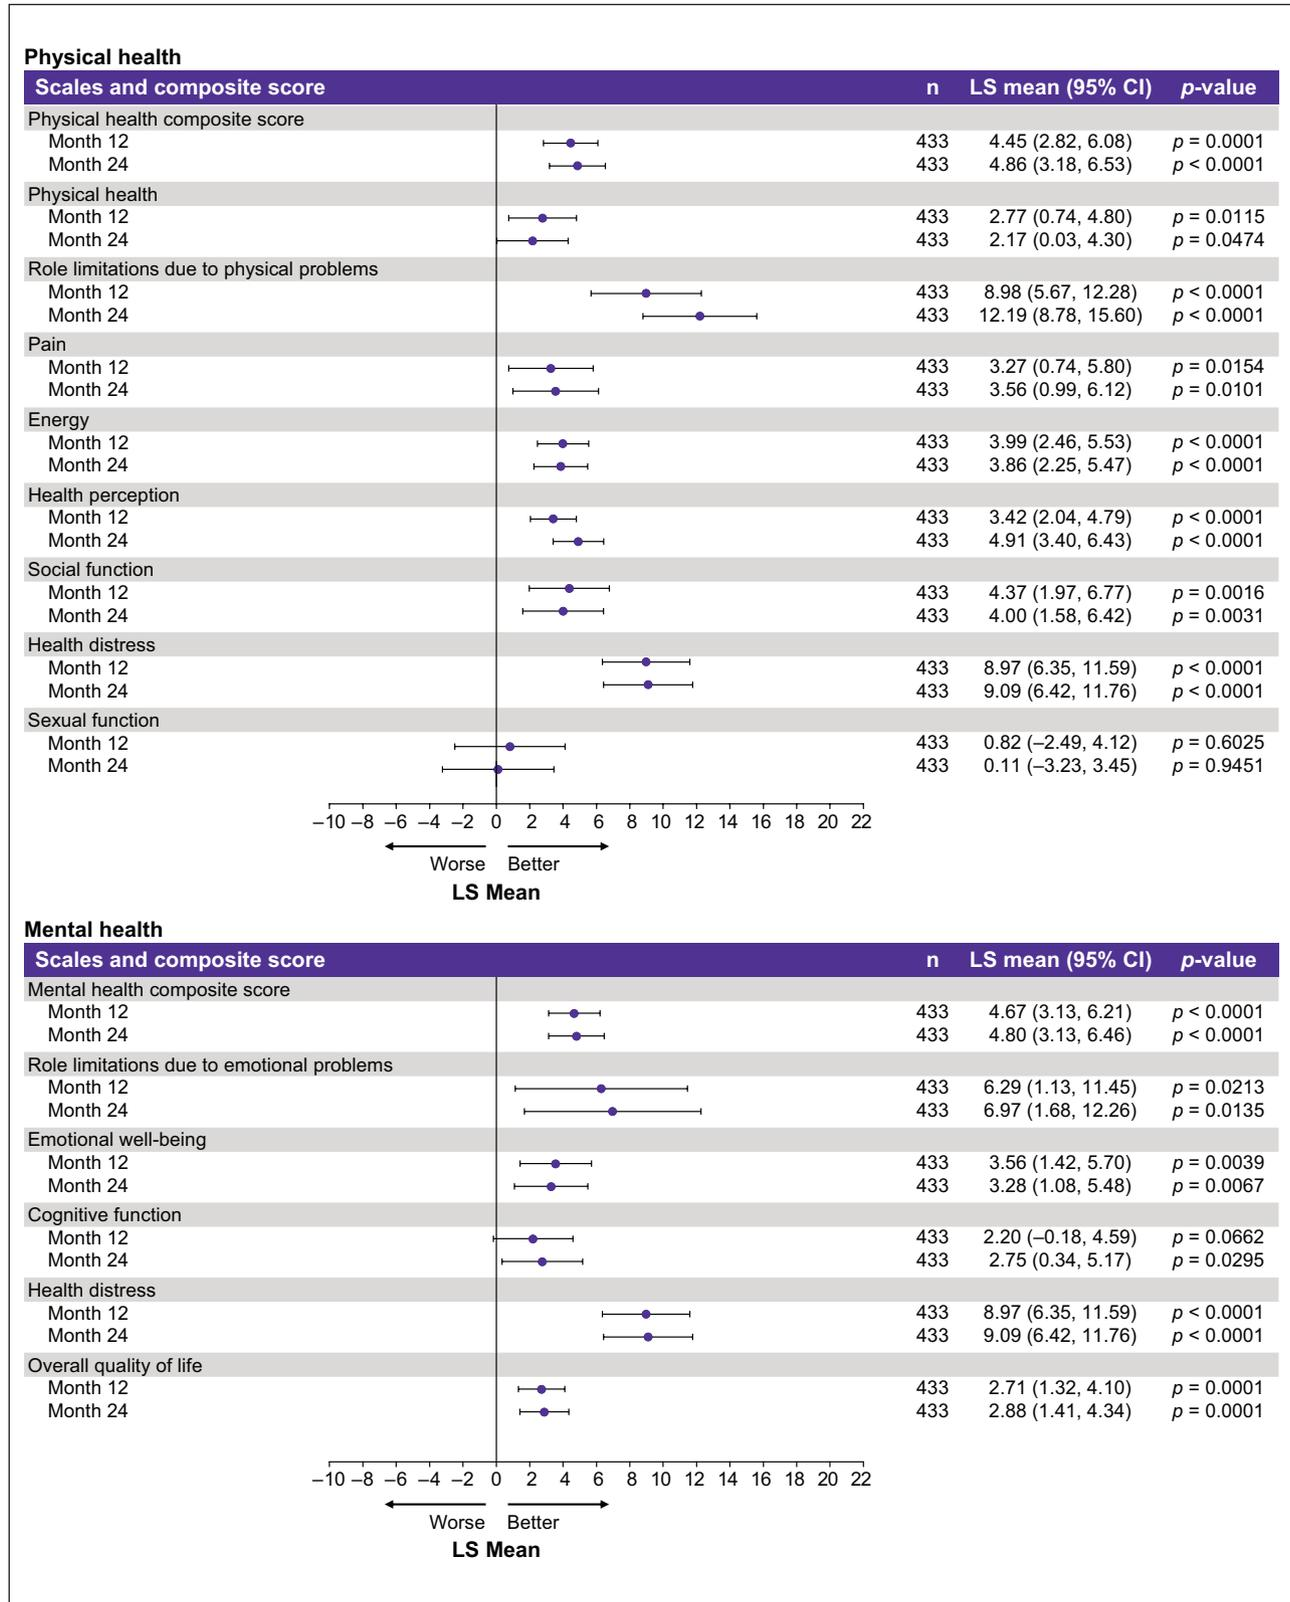 Physical health
Scales and composite score n LS mean (95% CI) p-value
Physical health composite score
Month 12 433 4.45 (2.82, 6.08) p = 0.0001
Month 24 433 4.86 (3.18, 6.53) p < 0.0001
Physical health
Month 12 433 2.77 (0.74, 4.80) p = 0.0115
Month 24 433 2.17 (0.03, 4.30) p = 0.0474
Role limitations due to physical problems
Month 12 433 8.98 (5.67, 12.28) p < 0.0001
Month 24 433 12.19 (8.78, 15.60) p < 0.0001
Pain
Month 12 433 3.27 (0.74, 5.80) p = 0.0154
Month 24 433 3.56 (0.99, 6.12) p = 0.0101
Energy
Month 12 433 3.99 (2.46, 5.53) p < 0.0001
Month 24 433 3.86 (2.25, 5.47) p < 0.0001
Health perception
Month 12 433 3.42 (2.04, 4.79) p < 0.0001
Month 24 433 4.91 (3.40, 6.43) p < 0.0001
Social function
Month 12 433 4.37 (1.97, 6.77) p = 0.0016
Month 24 433 4.00 (1.58, 6.42) p = 0.0031
Health distress
Month 12 433 8.97 (6.35, 11.59) p < 0.0001
Month 24 433 9.09 (6.42, 11.76) p < 0.0001
Sexual function
Month 12 433 0.82 (–2.49, 4.12) p = 0.6025
Month 24 433 0.11 (–3.23, 3.45) p = 0.9451
–10 –8 –6 –4 –2 0 2 4 6 8 10 12 14 16 18 20 22
Worse Better
LS Mean
Mental health
Scales and composite score n LS mean (95% CI) p-value
Mental health composite score
Month 12 433 4.67 (3.13, 6.21) p < 0.0001
Month 24 433 4.80 (3.13, 6.46) p < 0.0001
Role limitations due to emotional problems
Month 12 433 6.29 (1.13, 11.45) p = 0.0213
Month 24 433 6.97 (1.68, 12.26) p = 0.0135
Emotional well-being
Month 12 433 3.56 (1.42, 5.70) p = 0.0039
Month 24 433 3.28 (1.08, 5.48) p = 0.0067
Cognitive function
Month 12 433 2.20 (–0.18, 4.59) p = 0.0662
Month 24 433 2.75 (0.34, 5.17) p = 0.0295
Health distress
Month 12 433 8.97 (6.35, 11.59) p < 0.0001
Month 24 433 9.09 (6.42, 11.76) p < 0.0001
Overall quality of life
Month 12 433 2.71 (1.32, 4.10) p = 0.0001
Month 24 433 2.88 (1.41, 4.34) p = 0.0001
–10 –8 –6 –4 –2 0 2 4 6 8 10 12 14 16 18 20 22
Worse Better
LS Mean